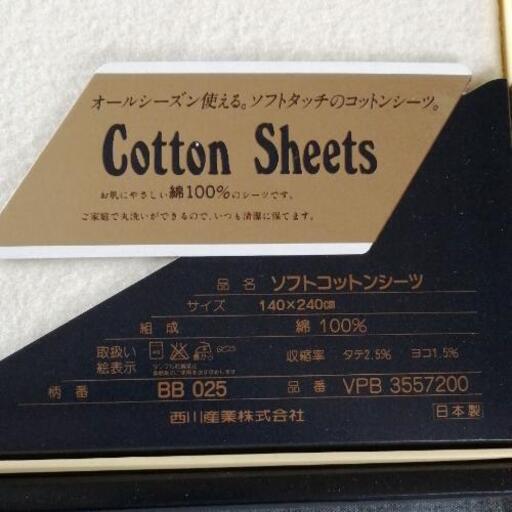 オールシーズン使える。ソフトタッチのコットンシーツ。
Cotton Sheets
お肌にやさしい綿100%のシーツです。
ご家庭で丸洗いができるので、いつも清潔に保てます。
品名 ソフトコットンシーツ
サイズ 140×240㎝
組成 綿 100%
取扱い絵表示 収縮率 タテ2.5% ヨコ1.5%
柄番 BB 025 品番 VPB 3557200
西川産業株式会社 日本製